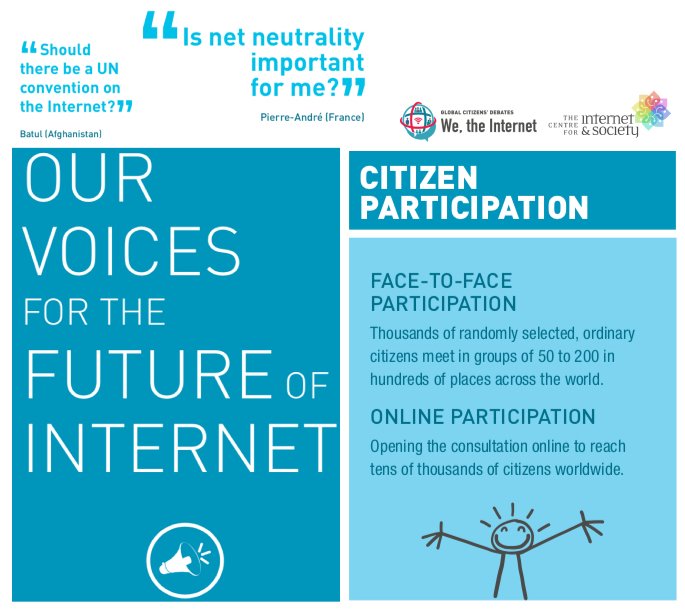 “Should
there be a UN
convention on
the Internet?”
Batul (Afghanistan)
“Is net neutrality
important
for me?”
Pierre-André (France)
GLOBAL CITIZENS' DEBATES
We, the Internet
THE CENTRE FOR internet & society
OUR
VOICES
FOR THE
FUTURE OF
INTERNET
CITIZEN
PARTICIPATION
FACE-TO-FACE
PARTICIPATION
Thousands of randomly selected, ordinary
citizens meet in groups of 50 to 200 in
hundreds of places across the world.
ONLINE PARTICIPATION
Opening the consultation online to reach
tens of thousands of citizens worldwide.